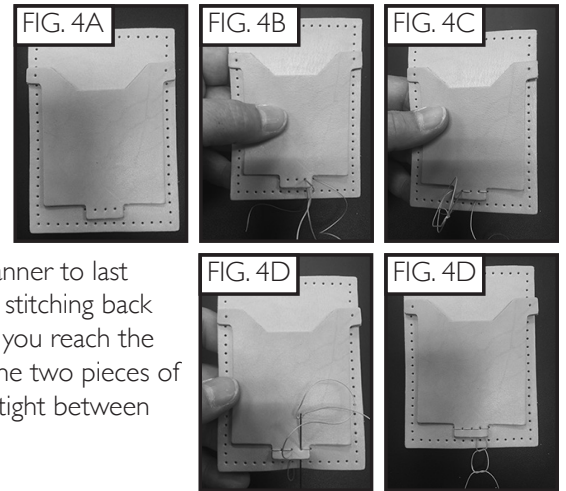 FIG. 4A
FIG. 4B
FIG. 4C
anner to last
stitching back
you reach the
he two pieces of
tight between
FIG. 4D
FIG. 4D